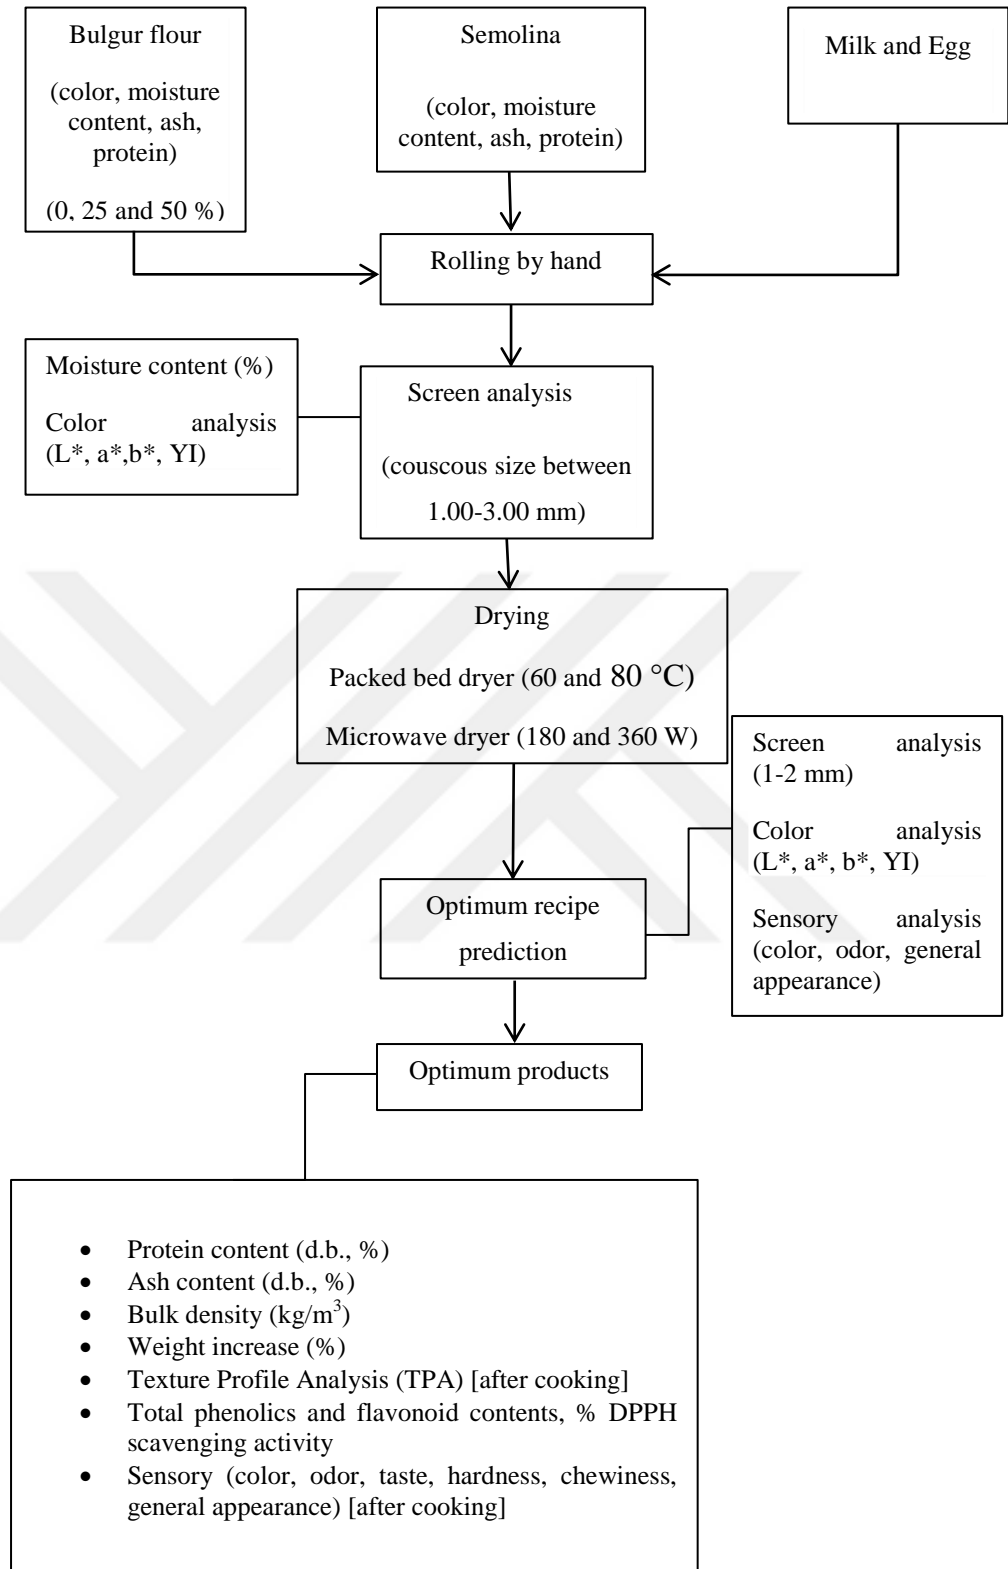 Bulgur flour
(color, moisture
content, ash,
protein)
(0, 25 and 50 %)
Semolina
(color, moisture
content, ash, protein)
Milk and Egg
Rolling by hand
Moisture content (%)
Color analysis
(L*, a*,b*, YI)
Screen analysis
(couscous size between
1.00-3.00 mm)
Drying
Packed bed dryer (60 and 80 °C)
Microwave dryer (180 and 360 W)
Screen analysis
(1-2 mm)
Color analysis
(L*, a*, b*, YI)
Sensory analysis
(color, odor, general
appearance)
Optimum recipe
prediction
Optimum products
• Protein content (d.b., %)
• Ash content (d.b., %)
• Bulk density (kg/m³)
• Weight increase (%)
• Texture Profile Analysis (TPA) [after cooking]
• Total phenolics and flavonoid contents, % DPPH
scavenging activity
• Sensory (color, odor, taste, hardness, chewiness,
general appearance) [after cooking]